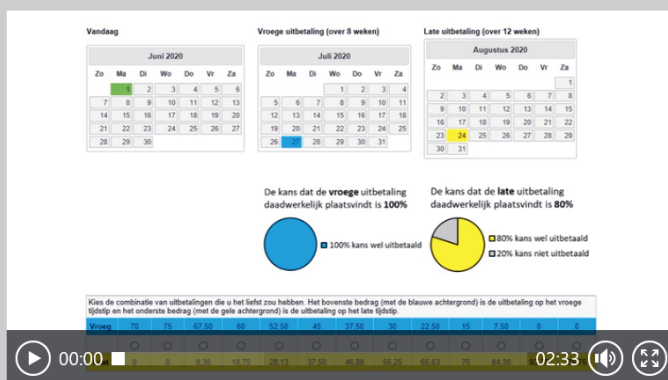 Vandaag
Vroege uitbetaling (over 8 weken)
Late uitbetaling (over 12 weken)
Juni 2020
Zo Ma Di Wo Do Vr Za
1 2 3 4 5 6
7 8 9 10 11 12 13
14 15 16 17 18 19 20
21 22 23 24 25 26 27
28 29 30
Juli 2020
Zo Ma Di Wo Do Vr Za
1 2 3 4
5 6 7 8 9 10 11
12 13 14 15 16 17 18
19 20 21 22 23 24 25
26 27 28 29 30 31
Augustus 2020
Zo Ma Di Wo Do Vr Za
1
2 3 4 5 6 7 8
9 10 11 12 13 14 15
16 17 18 19 20 21 22
23 24 25 26 27 28 29
30 31
De kans dat de vroege uitbetaling
daadwerkelijk plaatsvindt is 100%
100% kans wel uitbetaald
De kans dat de late uitbetaling
daadwerkelijk plaatsvindt is 80%
80% kans wel uitbetaald
20% kans niet uitbetaald
Kies de combinatie van uitbetalingen die u het liefst zou hebben. Het bovenste bedrag (met de blauwe achtergrond) is de uitbetaling op het vroege
tijdstip en het onderste bedrag (met de gele achtergrond) is de uitbetaling op het late tijdstip.
Vroeg 70 75 67.50 60 52.50 45 37.50 30 22.50 15 7.50 0 0
0 0 9.38 18.75 28.13 37.50 46.88 56.25 65.63 75 84.38
00:00
02:33